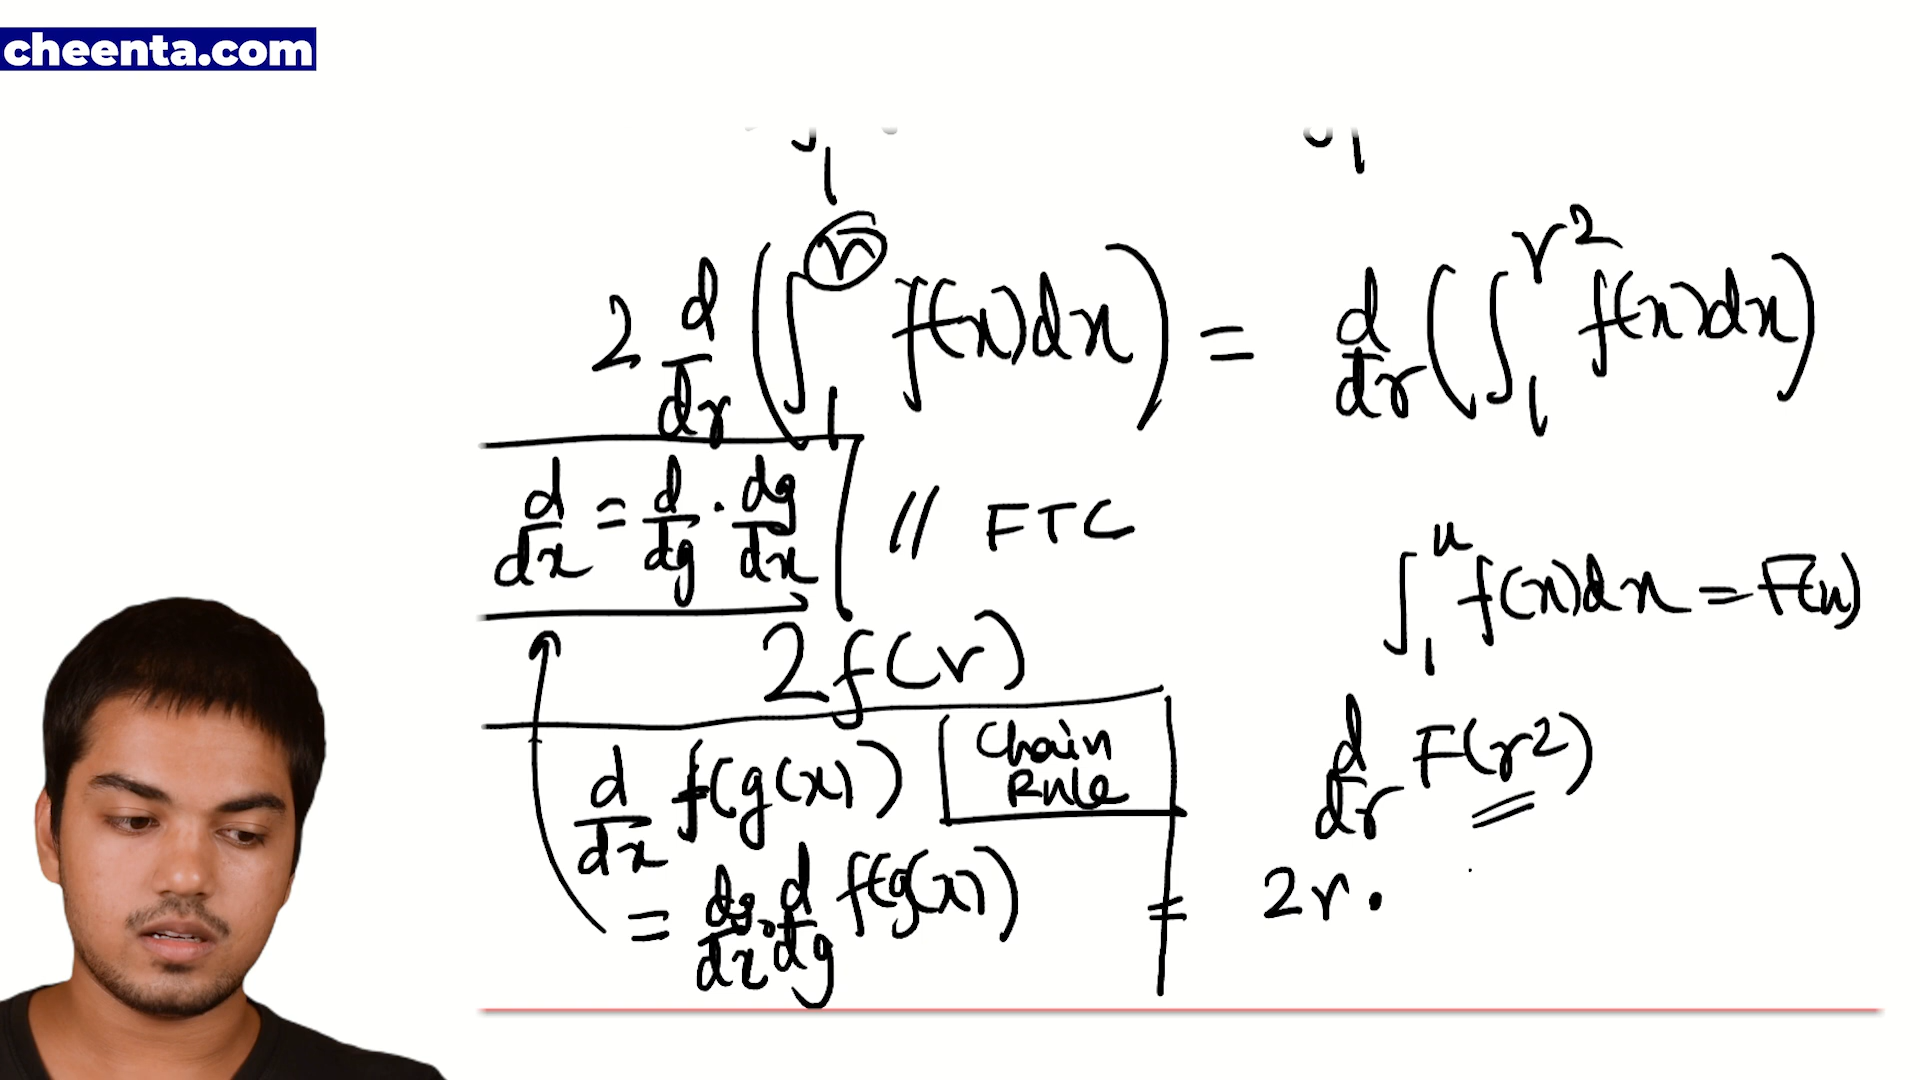 cheenta.com
2 d/dr (∫₁^r f(x)dx) = d/dr (∫₁^r² f(x)dx)
d/dx = d/dg · dg/dx // FTC
∫₁^u f(x)dx = F(u)
2f(r)
d/dx f(g(x)) Chain Rule
= dg/dx · d/dg f(g(x))
d/dr F(r²)
= 2r ·